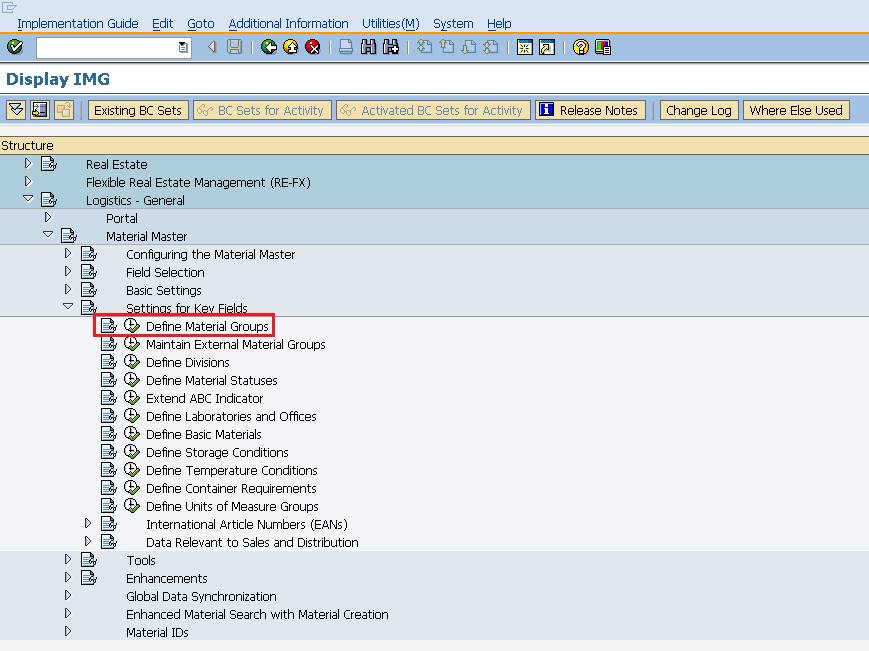 Implementation Guide Edit Goto Additional Information Utilities(M) System Help
Display IMG
Existing BC Sets BC Sets for Activity Activated BC Sets for Activity Release Notes Change Log Where Else Used
Structure
Real Estate
Flexible Real Estate Management (RE-FX)
Logistics - General
Portal
Material Master
Configuring the Material Master
Field Selection
Basic Settings
Settings for Key Fields
Define Material Groups
Maintain External Material Groups
Define Divisions
Define Material Statuses
Extend ABC Indicator
Define Laboratories and Offices
Define Basic Materials
Define Storage Conditions
Define Temperature Conditions
Define Container Requirements
Define Units of Measure Groups
International Article Numbers (EANs)
Data Relevant to Sales and Distribution
Tools
Enhancements
Global Data Synchronization
Enhanced Material Search with Material Creation
Material IDs